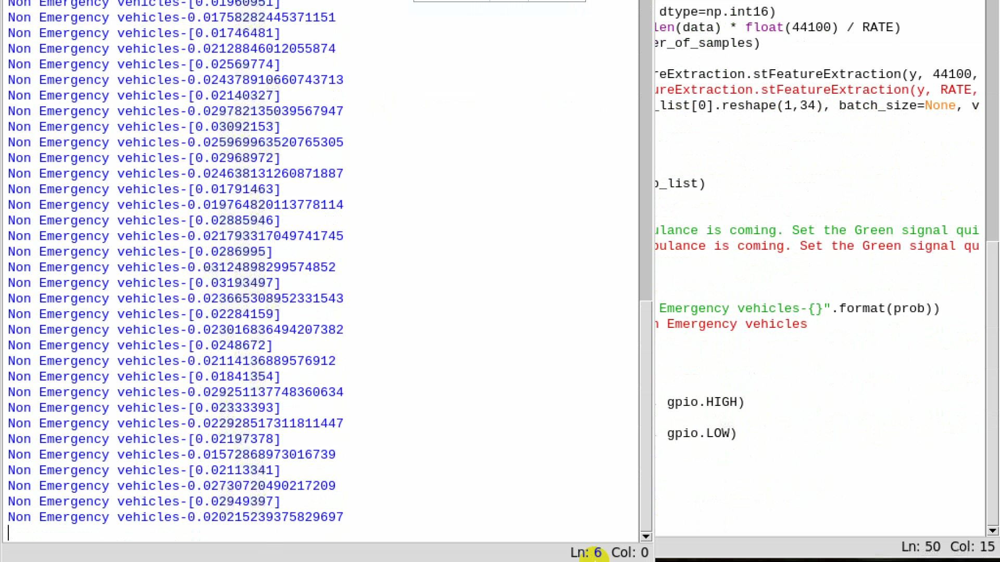 Non Emergency vehicles-[0.01960951]
Non Emergency vehicles-0.01758282445371151
Non Emergency vehicles-[0.01746481]
Non Emergency vehicles-0.02128846012055874
Non Emergency vehicles-[0.02569774]
Non Emergency vehicles-0.024378910660743713
Non Emergency vehicles-[0.02140327]
Non Emergency vehicles-0.029782135039567947
Non Emergency vehicles-[0.03092153]
Non Emergency vehicles-0.025969963520765305
Non Emergency vehicles-[0.02968972]
Non Emergency vehicles-0.024638131260871887
Non Emergency vehicles-[0.01791463]
Non Emergency vehicles-0.019764820113778114
Non Emergency vehicles-[0.02885946]
Non Emergency vehicles-0.021793317049741745
Non Emergency vehicles-[0.0286995]
Non Emergency vehicles-0.03124898299574852
Non Emergency vehicles-[0.03193497]
Non Emergency vehicles-0.023665308952331543
Non Emergency vehicles-[0.02284159]
Non Emergency vehicles-0.023016836494207382
Non Emergency vehicles-[0.0248672]
Non Emergency vehicles-0.02114136889576912
Non Emergency vehicles-[0.01841354]
Non Emergency vehicles-0.029251137748360634
Non Emergency vehicles-[0.02333393]
Non Emergency vehicles-0.022928517311811447
Non Emergency vehicles-[0.02197378]
Non Emergency vehicles-0.01572868973016739
Non Emergency vehicles-[0.02113341]
Non Emergency vehicles-0.02730720490217209
Non Emergency vehicles-[0.02949397]
Non Emergency vehicles-0.020215239375829697
Ln: 6 Col: 0
dtype=np.int16)
len(data) * float(44100) / RATE)
er_of_samples)
reExtraction.stFeatureExtraction(y, 44100,
ureExtraction.stFeatureExtraction(y, RATE,
_list[0].reshape(1,34), batch_size=None, v
b_list)
ulance is coming. Set the Green signal qui
bulance is coming. Set the Green signal qu
Emergency vehicles-{}".format(prob))
n Emergency vehicles
gpio.HIGH)
gpio.LOW)
Ln: 50 Col: 15